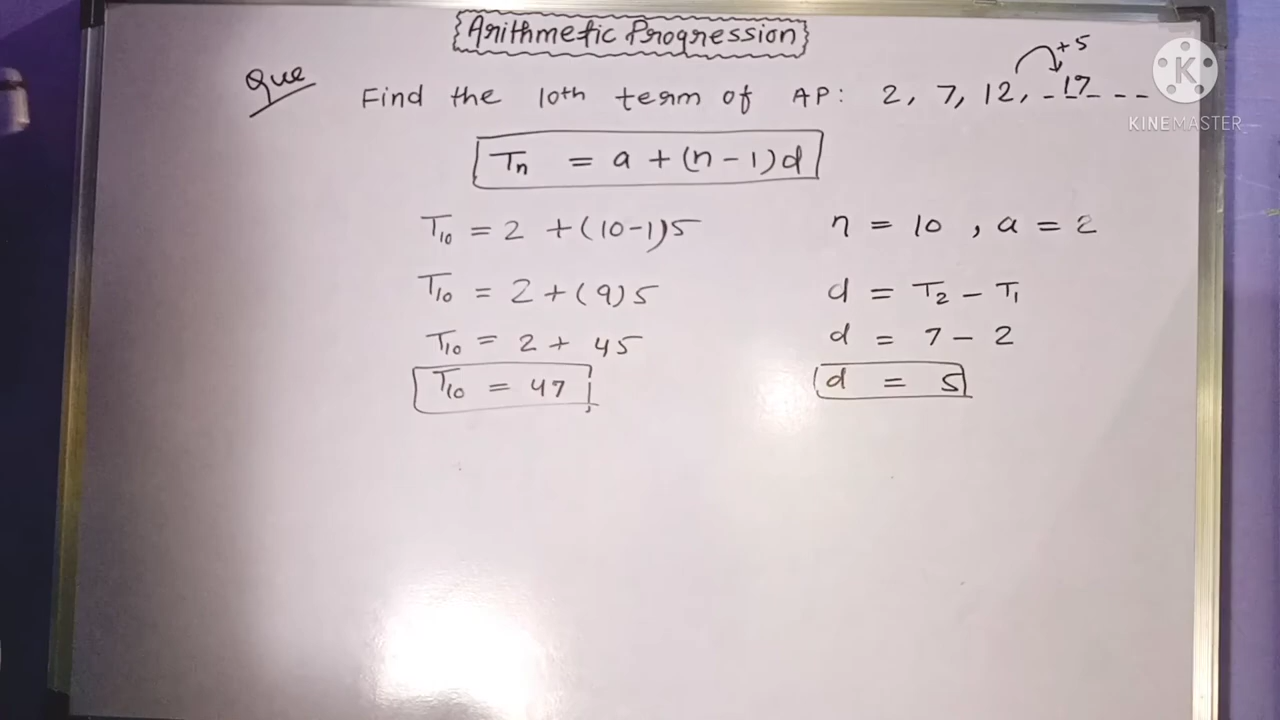 Arithmetic Progression
+5
Que Find the 10th term of AP: 2, 7, 12, _17_ _ _
K
KINEMASTER
Tn = a + (n - 1)d
T10 = 2 + (10-1)5
n = 10 , a = 2
T10 = 2 + (9)5
d = T2 - T1
T10 = 2 + 45
d = 7 - 2
T10 = 47
d = 5